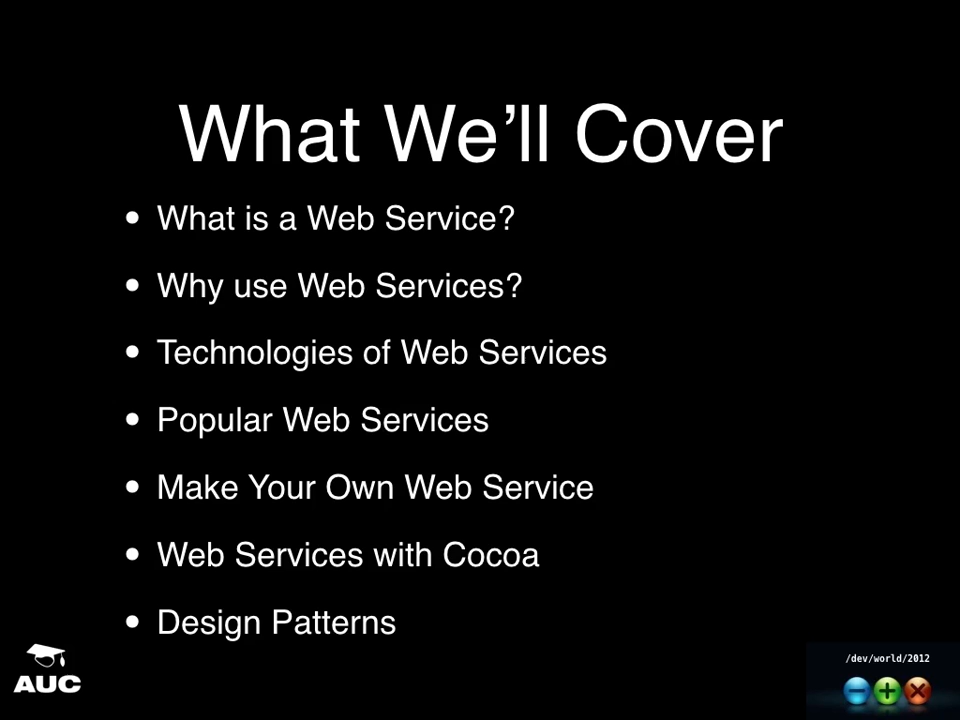 What We’ll Cover
• What is a Web Service?
• Why use Web Services?
• Technologies of Web Services
• Popular Web Services
• Make Your Own Web Service
• Web Services with Cocoa
• Design Patterns
AUC
/dev/world/2012